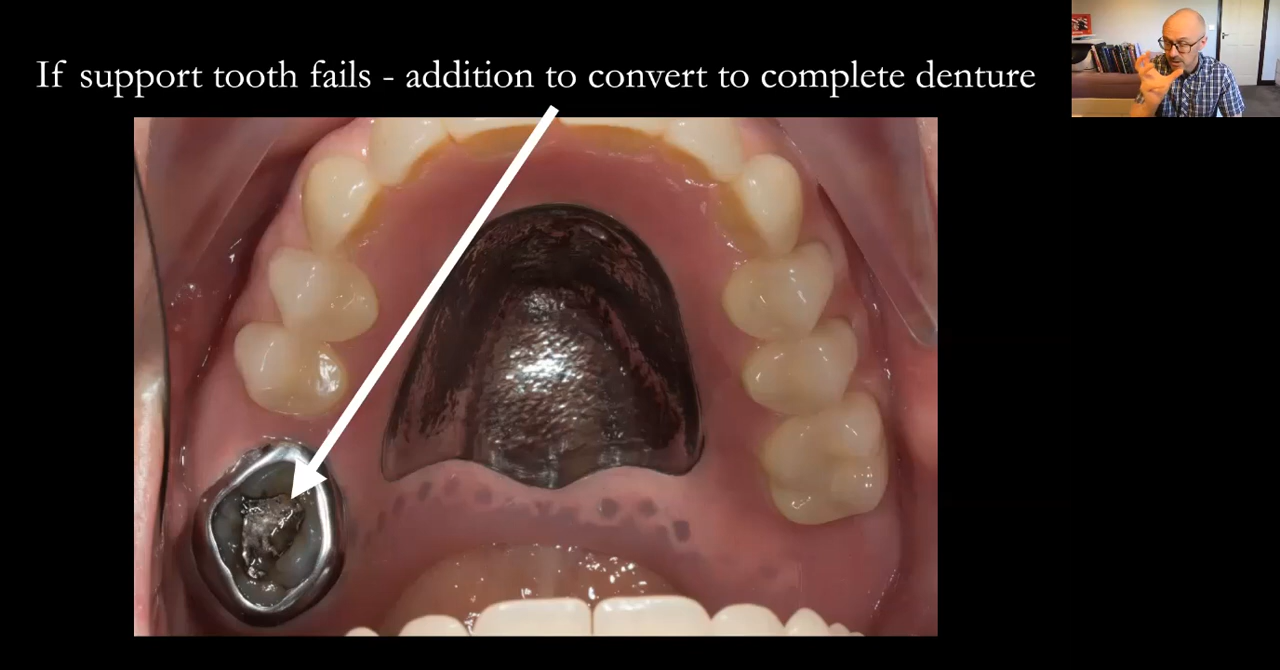 If support tooth fails - addition to convert to complete denture